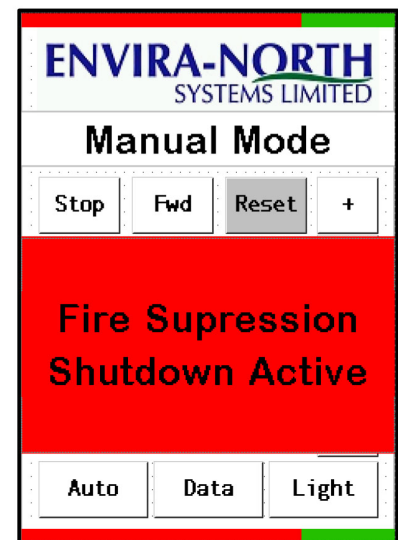 ENVIRA-NORTH
SYSTEMS LIMITED
Manual Mode
Stop Fwd Reset +
Fire Supression
Shutdown Active
Auto Data Light